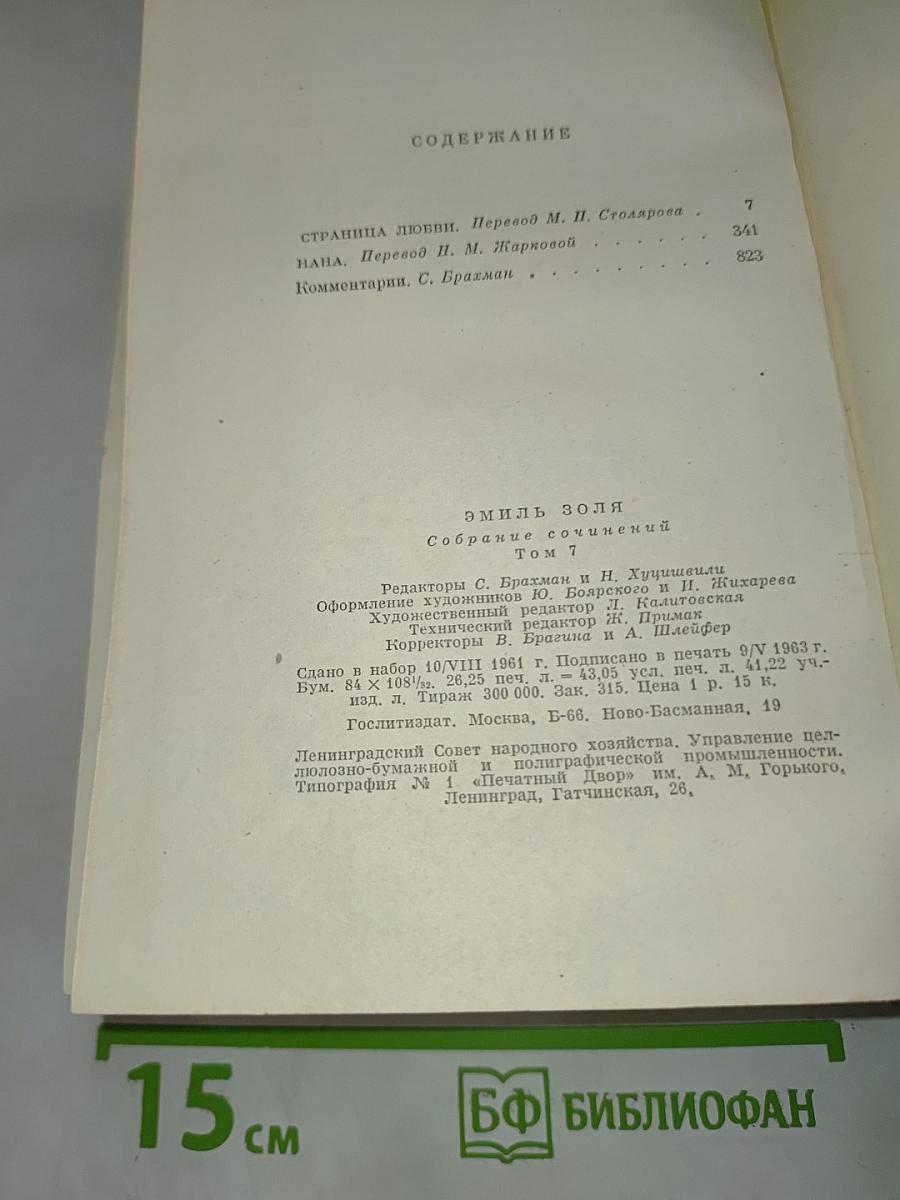 СОДЕРЖАНИЕ
СТРАНИЦА ЛЮБВИ. Перевод М. П. Столярова . 7
НАНА. Перевод Н. М. Жарковой . . . . . . 341
Комментарии. С. Брахман . . . . . . . . 823
ЭМИЛЬ ЗОЛЯ
Собрание сочинений
Том 7
Редакторы С. Брахман и Н. Хуцишвили
Оформление художников Ю. Боярского и И. Жихарева
Художественный редактор Л. Калитовская
Технический редактор Ж. Примак
Корректоры В. Брагина и А. Шлейфер
Сдано в набор 10/VIII 1961 г. Подписано в печать 9/V 1963 г.
Бум. 84 × 108¹/₃₂. 26,25 печ. л. = 43,05 усл. печ. л. 41,22 уч.-
изд. л. Тираж 300 000. Зак. 315. Цена 1 р. 15 к.
Гослитиздат. Москва, Б-66. Ново-Басманная, 19
Ленинградский Совет народного хозяйства. Управление цел-
люлозно-бумажной и полиграфической промышленности.
Типография № 1 «Печатный Двор» им. А. М. Горького.
Ленинград, Гатчинская, 26.
15 см
БФ БИБЛИОФАН